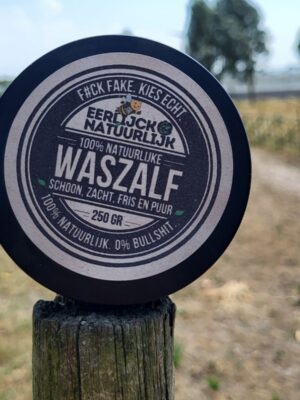 F#CK FAKE. KIES ECHT.
EERLIJCK
NATUURLIJK
100% NATUURLIJKE
WASZALF
SCHOON, ZACHT, FRIS EN PUUR
250 GR
100% NATUURLIJK. 0% BULLSHIT.